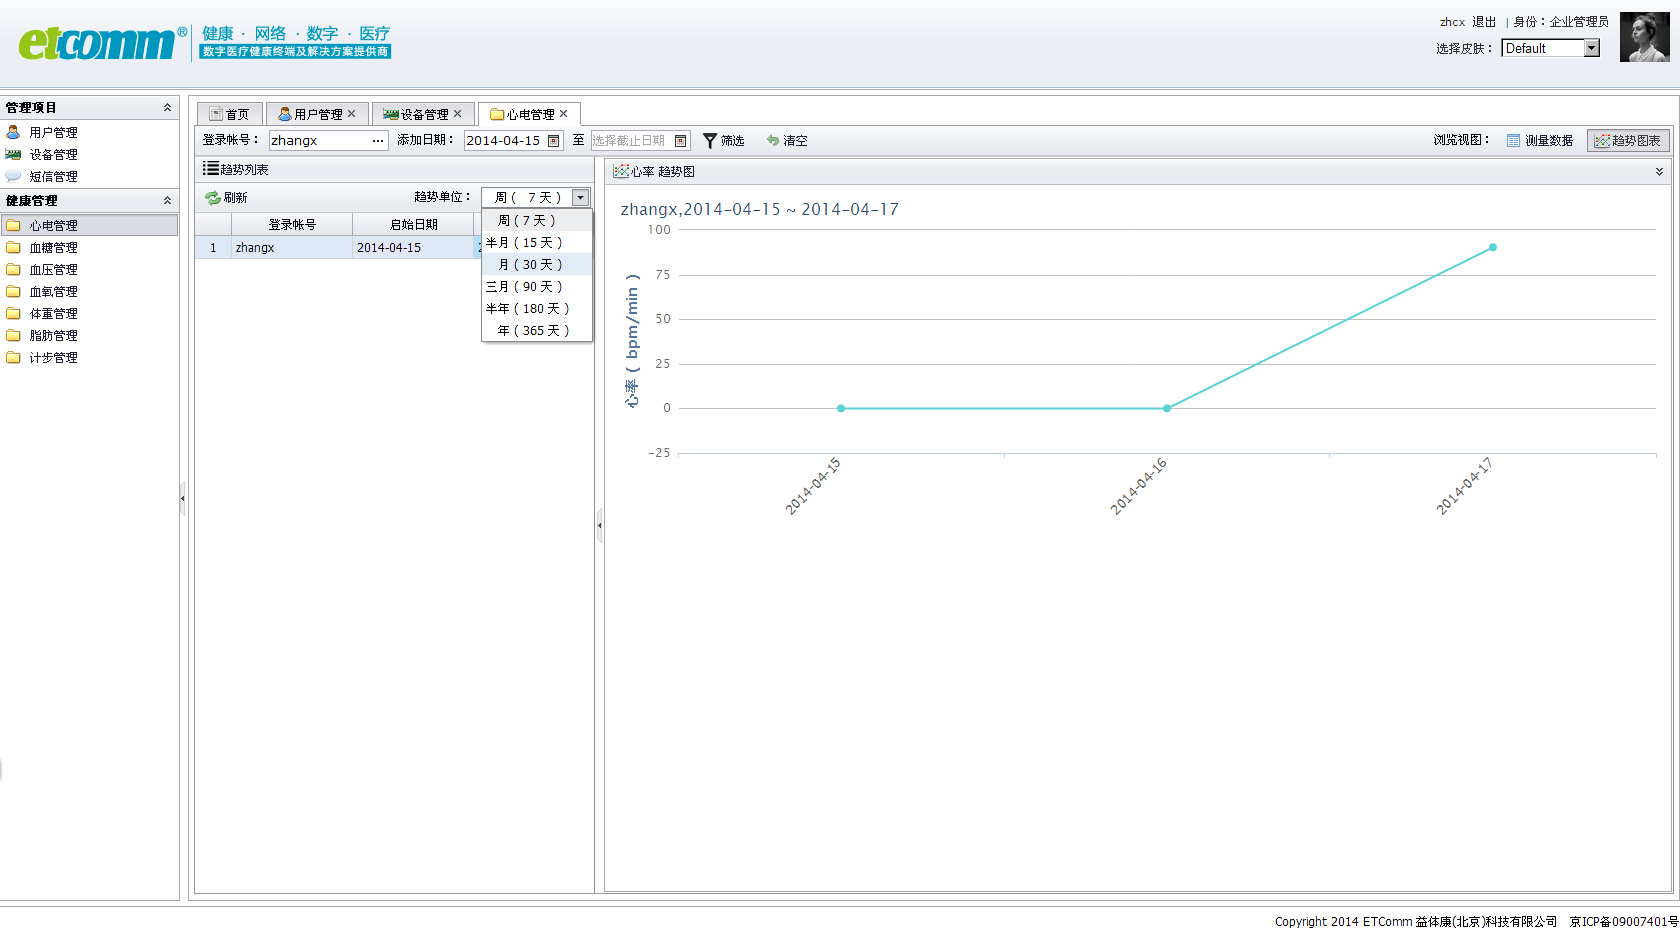 etcomm® 健康 · 网络 · 数字 · 医疗
数字医疗健康终端及解决方案提供商
zhcx 退出 | 身份：企业管理员
选择皮肤： Default
管理项目
用户管理
设备管理
短信管理
健康管理
心电管理
血糖管理
血压管理
血氧管理
体重管理
脂肪管理
计步管理
首页 用户管理 设备管理 心电管理
登录帐号： zhangx ... 添加日期： 2014-04-15 至 选择截止日期 筛选 清空 浏览视图： 测量数据 趋势图表
趋势列表
刷新 趋势单位： 周 ( 7 天 )
登录帐号 启始日期
1 zhangx 2014-04-15
周 ( 7 天 )
半月 ( 15 天 )
月 ( 30 天 )
三月 ( 90 天 )
半年 ( 180 天 )
年 ( 365 天 )
心率 趋势图
zhangx,2014-04-15 ~ 2014-04-17
心率 ( bpm/min )
100
75
50
25
0
-25
2014-04-15
2014-04-16
2014-04-17
Copyright 2014 ETComm 益体康(北京)科技有限公司 京ICP备09007401号